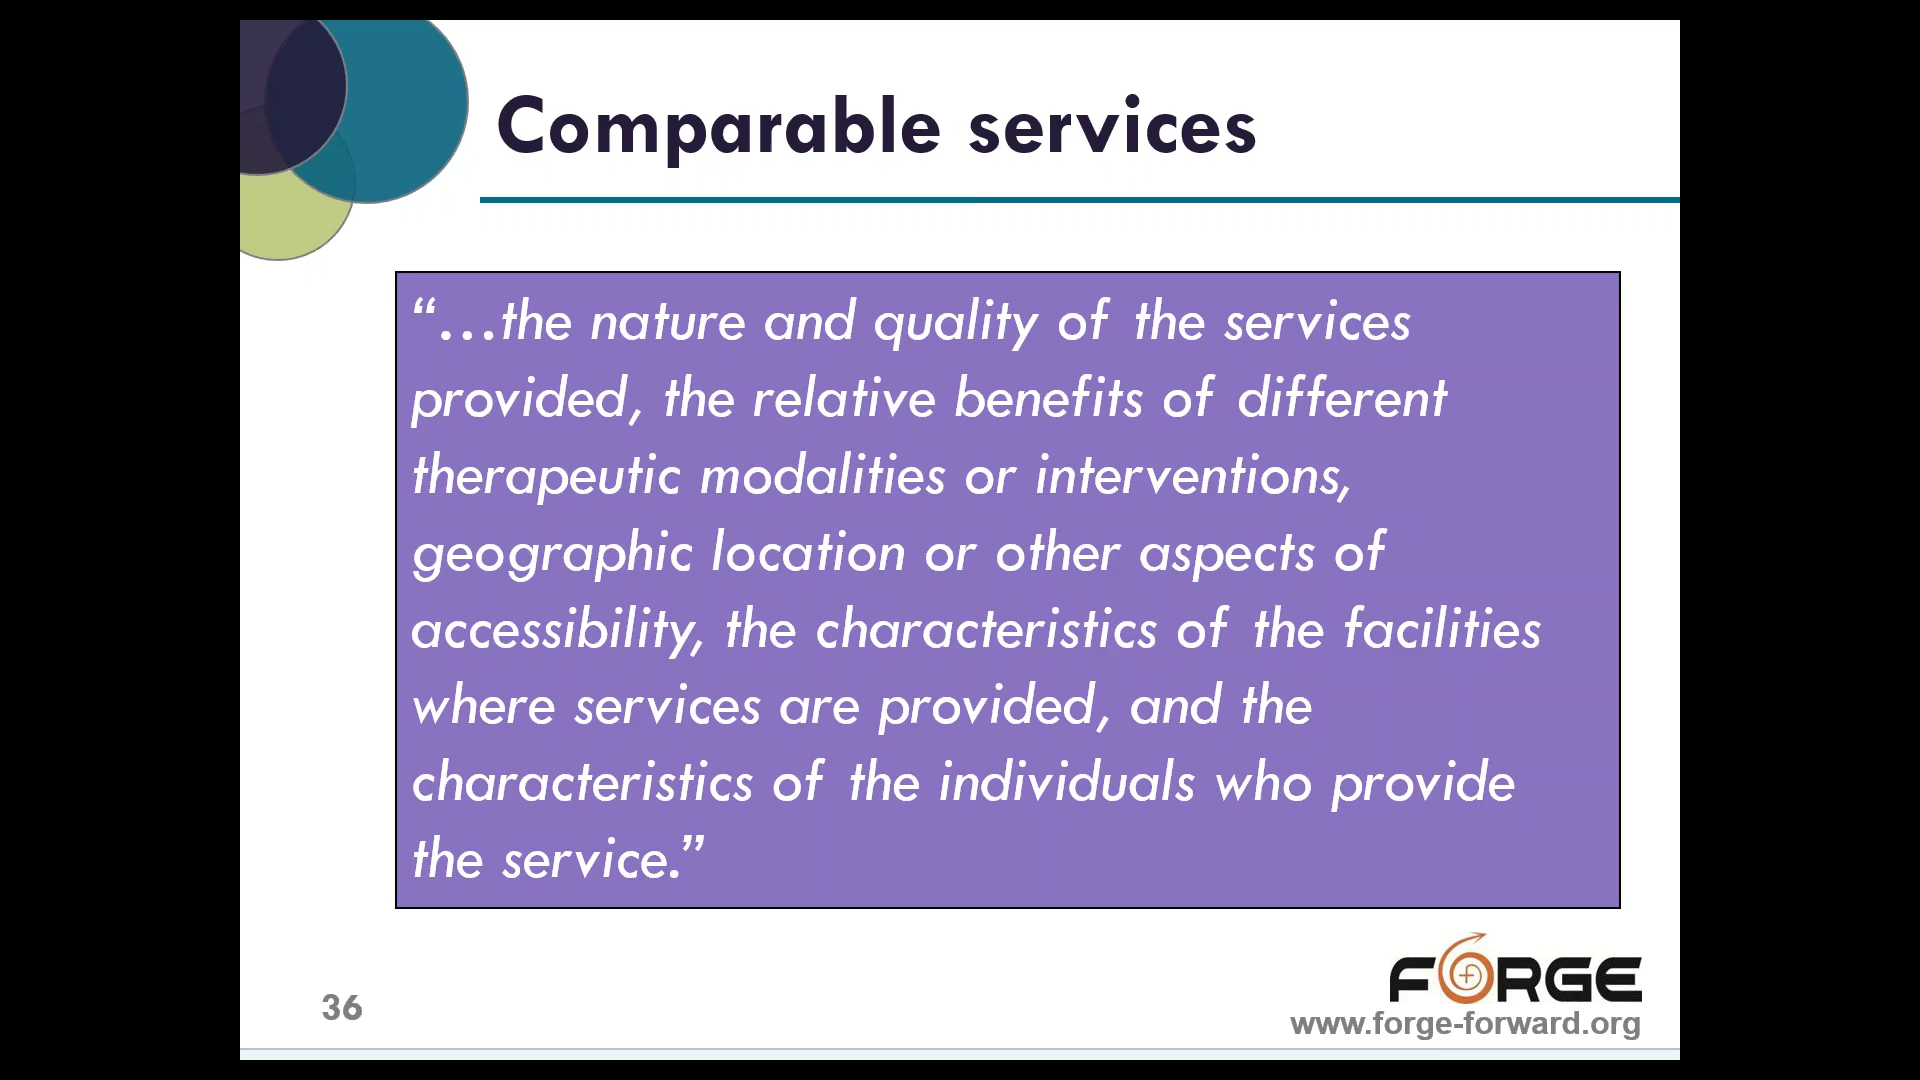 Comparable services
“…the nature and quality of the services
provided, the relative benefits of different
therapeutic modalities or interventions,
geographic location or other aspects of
accessibility, the characteristics of the facilities
where services are provided, and the
characteristics of the individuals who provide
the service.”
FORGE
36
www.forge-forward.org